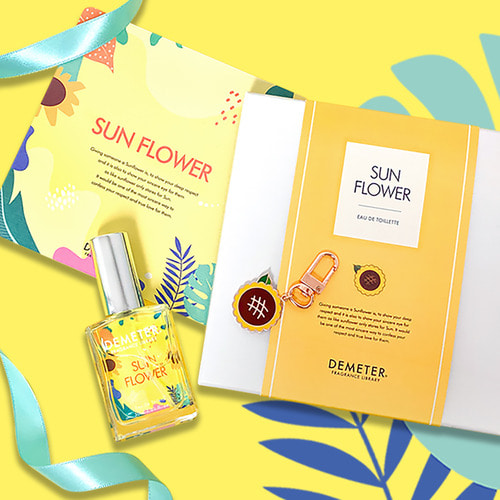 SUN FLOWER
Giving someone a Sunflower is, to show your deep respect
and it is also to show your sincere eye for them
as like sunflower only stares for Sun.
It would be one of the most sincere way to
confess your respect and true love for them.
SUN
FLOWER
EAU DE TOILETTE
Giving someone a Sunflower is, to show your deep
respect and it is also to show your sincere eye for
them as like sunflower only stares for Sun. It would
be one of the most sincere way to confess your
respect and true love for them.
DEMETER
FRAGRANCE LIBRARY
DEMETER
SUN
FLOWER